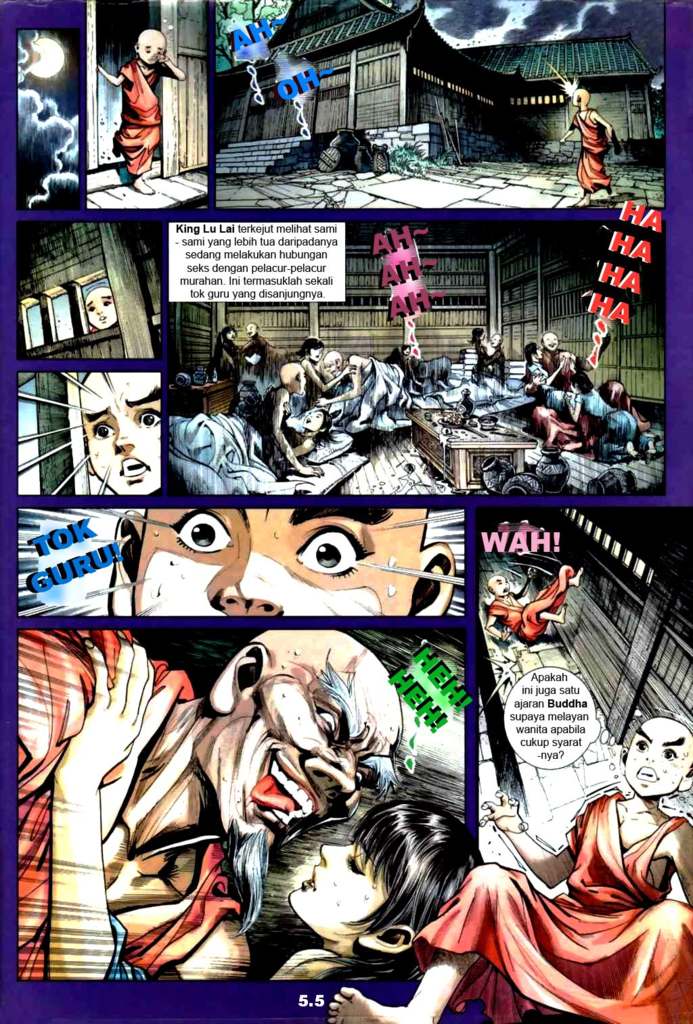 AH~
OH~
King Lu Lai terkejut melihat sami
- sami yang lebih tua daripadanya
sedang melakukan hubungan
seks dengan pelacur-pelacur
murahan. Ini termasuklah sekali
tok guru yang disanjungnya.
AH~
AH~
AH~
HA
HA
HA
HA
TOK
GURU!
WAH!
Apakah
ini juga satu
ajaran Buddha
supaya melayan
wanita apabila
cukup syarat
-nya?
HEH!
HEH!
5.5